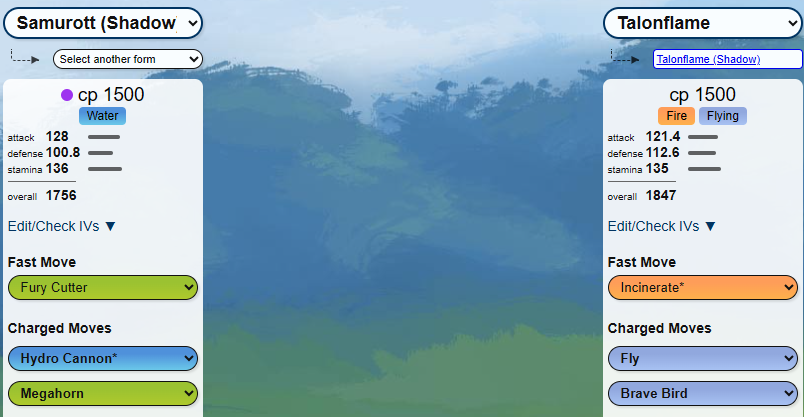 Samurott (Shadow)
Select another form
cp 1500
Water
attack 128
defense 100.8
stamina 136
overall 1756
Edit/Check IVs ▼
Fast Move
Fury Cutter
Charged Moves
Hydro Cannon*
Megahorn
Talonflame
Talonflame (Shadow)
cp 1500
Fire Flying
attack 121.4
defense 112.6
stamina 135
overall 1847
Edit/Check IVs ▼
Fast Move
Incinerate*
Charged Moves
Fly
Brave Bird